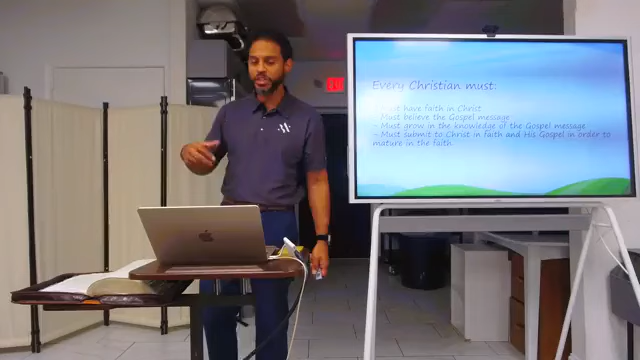 Every Christian must:
- Must have faith in Christ
- Must believe the Gospel message
- Must grow in the knowledge of the Gospel message
- Must submit to Christ in faith and His Gospel in order to
mature in the faith.
EXIT